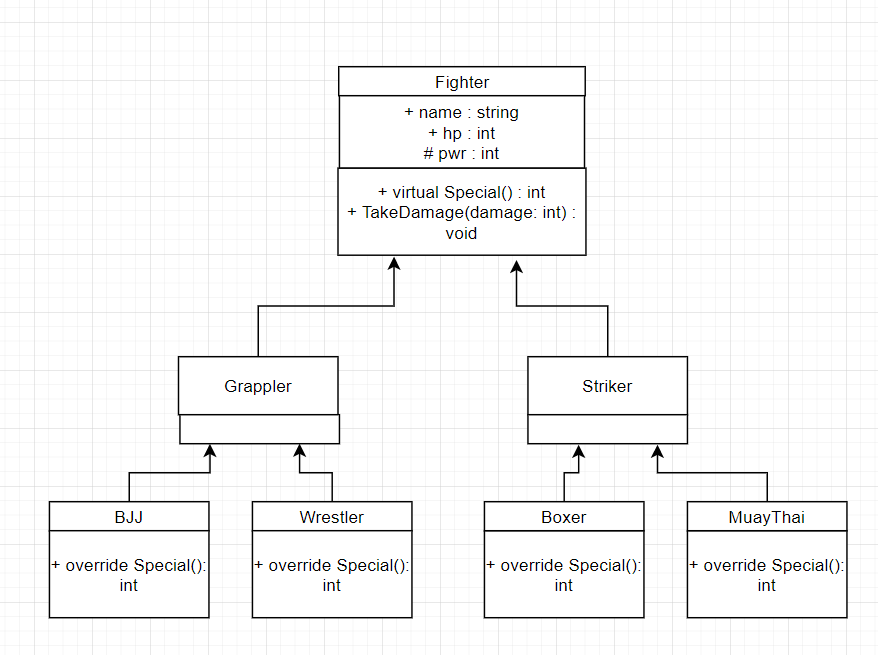 Fighter
+ name : string
+ hp : int
# pwr : int
+ virtual Special() : int
+ TakeDamage(damage: int) :
void
Grappler
Striker
BJJ
+ override Special():
int
Wrestler
+ override Special():
int
Boxer
+ override Special():
int
MuayThai
+ override Special():
int